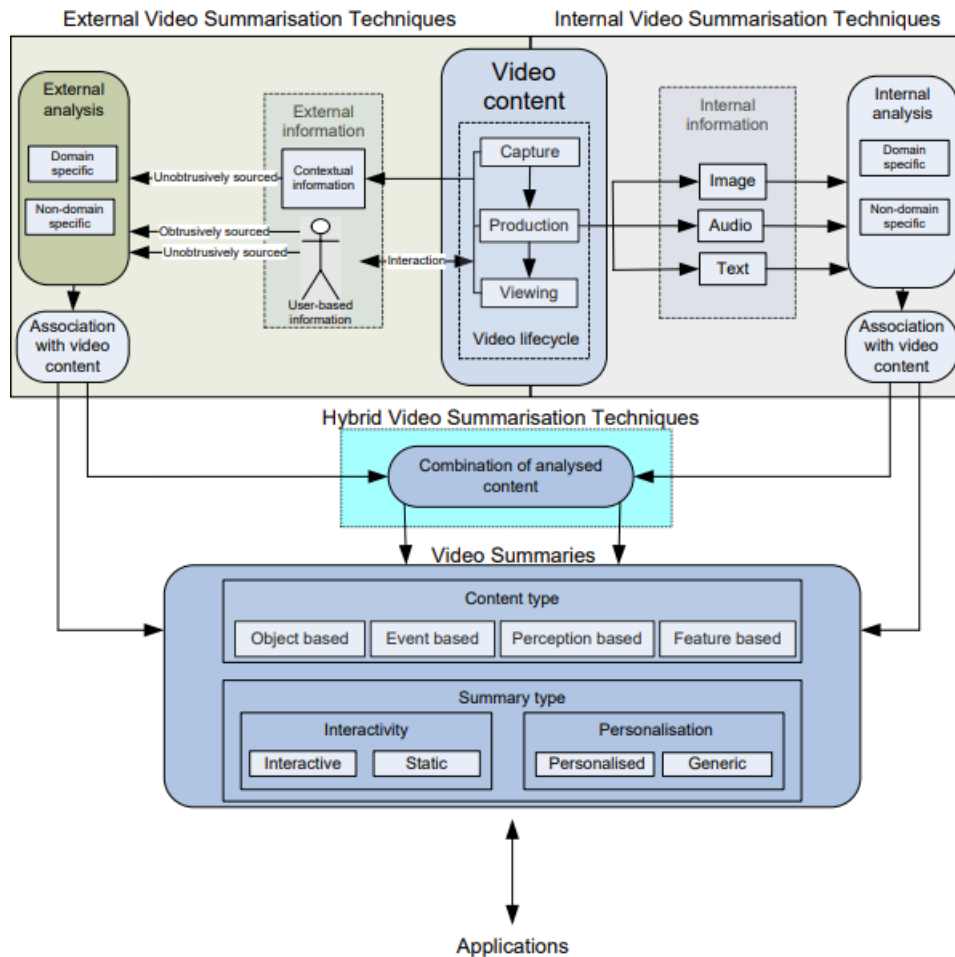 External Video Summarisation Techniques
Internal Video Summarisation Techniques
External
analysis
Domain
specific
Non-domain
specific
Association
with video
content
Unobtrusively sourced
Obtrusively sourced
Unobtrusively sourced
External
information
Contextual
information
User-based
information
Interaction
Video
content
Capture
Production
Viewing
Video lifecycle
Internal
information
Image
Audio
Text
Internal
analysis
Domain
specific
Non-domain
specific
Association
with video
content
Hybrid Video Summarisation Techniques
Combination of analysed
content
Video Summaries
Content type
Object based
Event based
Perception based
Feature based
Summary type
Interactivity
Interactive
Static
Personalisation
Personalised
Generic
Applications